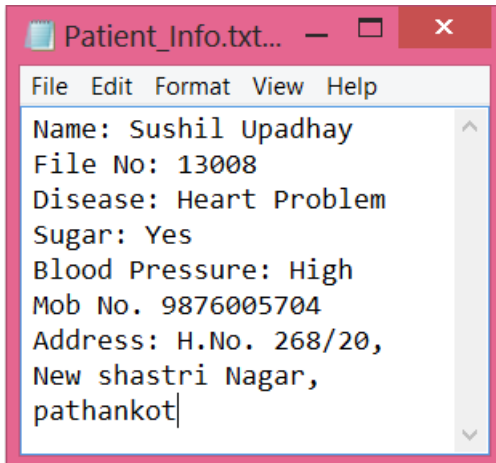 Patient_Info.txt...
File Edit Format View Help
Name: Sushil Upadhay
File No: 13008
Disease: Heart Problem
Sugar: Yes
Blood Pressure: High
Mob No. 9876005704
Address: H.No. 268/20,
New shastri Nagar,
pathankot